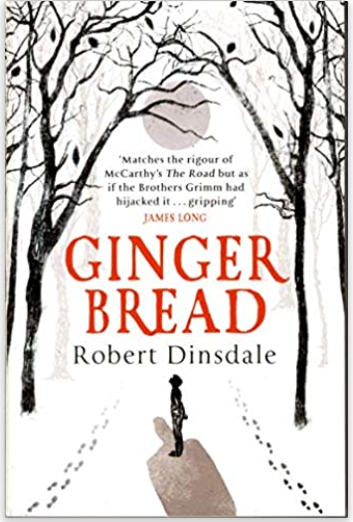 'Matches the rigour of
McCarthy's The Road but as
if the Brothers Grimm had
hijacked it . . . gripping'
JAMES LONG
GINGER
BREAD
Robert Dinsdale